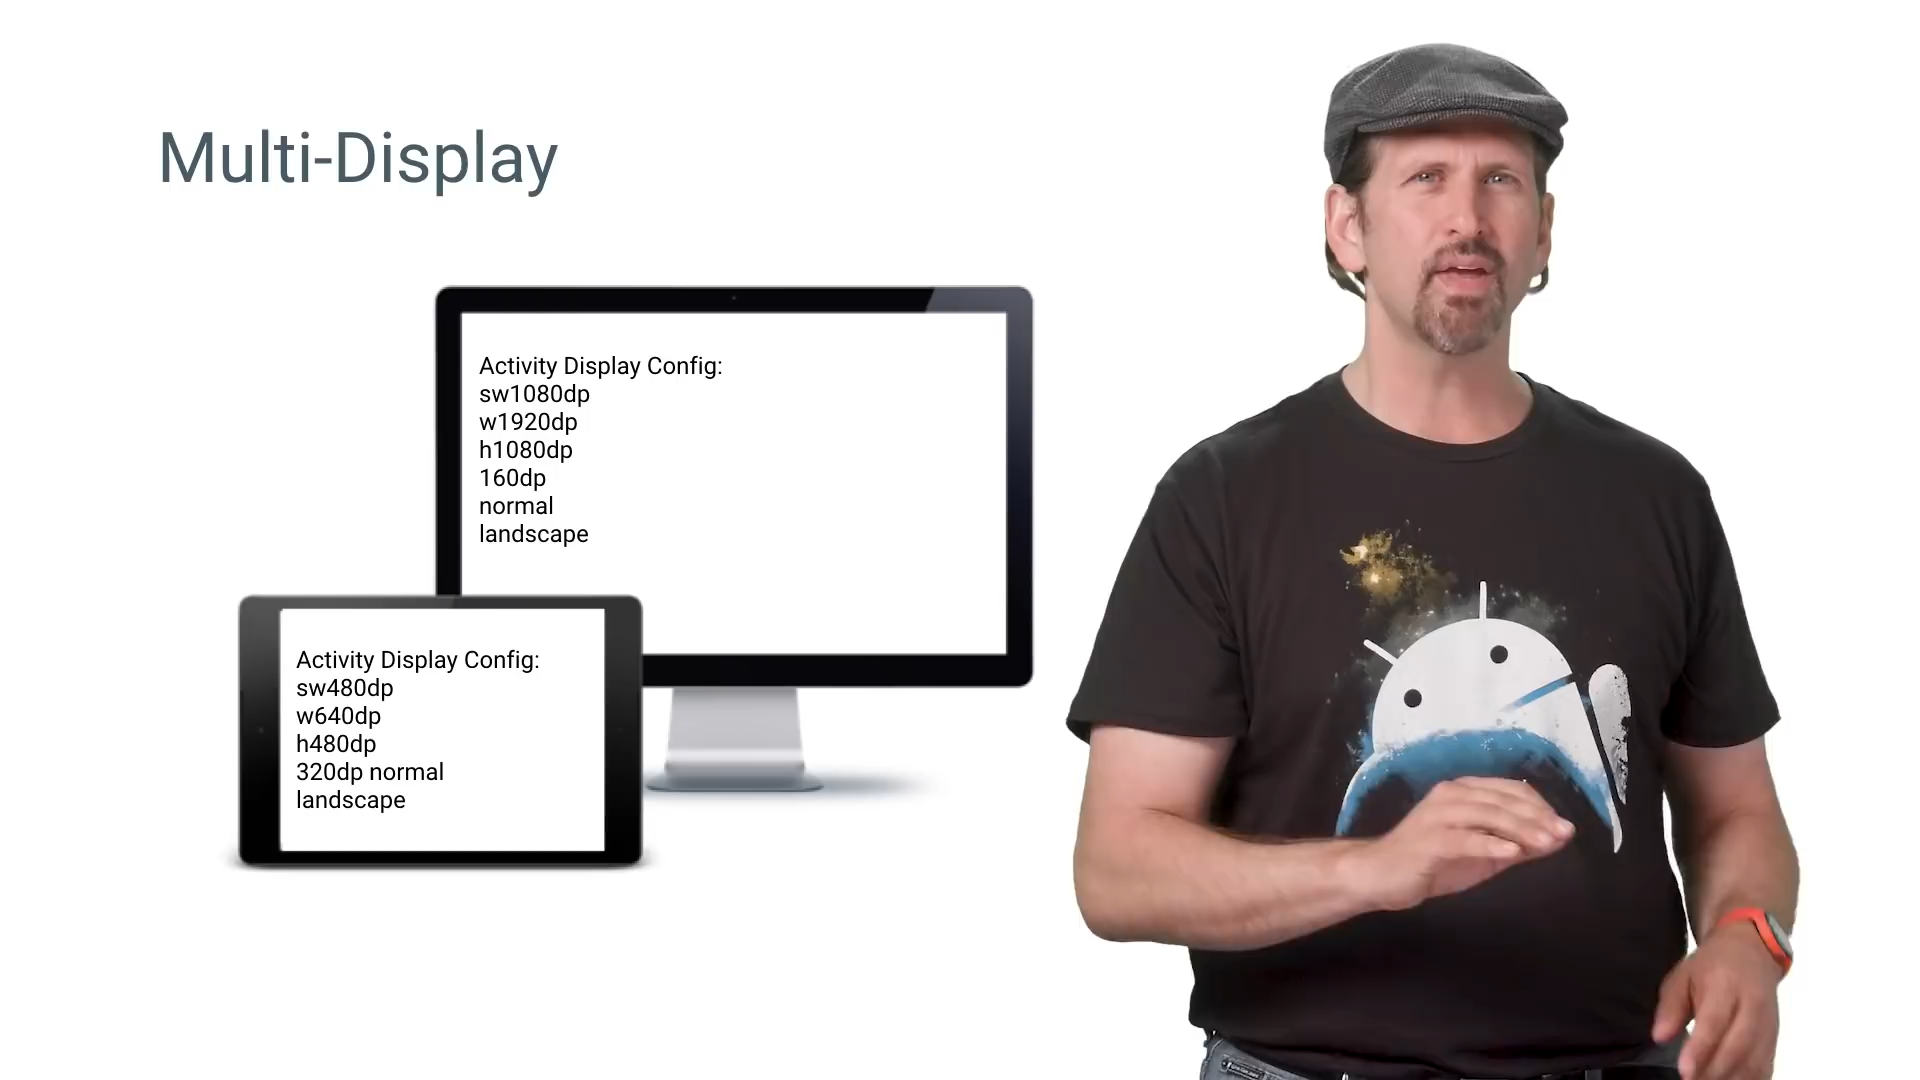 Multi-Display
Activity Display Config:
sw1080dp
w1920dp
h1080dp
160dp
normal
landscape
Activity Display Config:
sw480dp
w640dp
h480dp
320dp normal
landscape